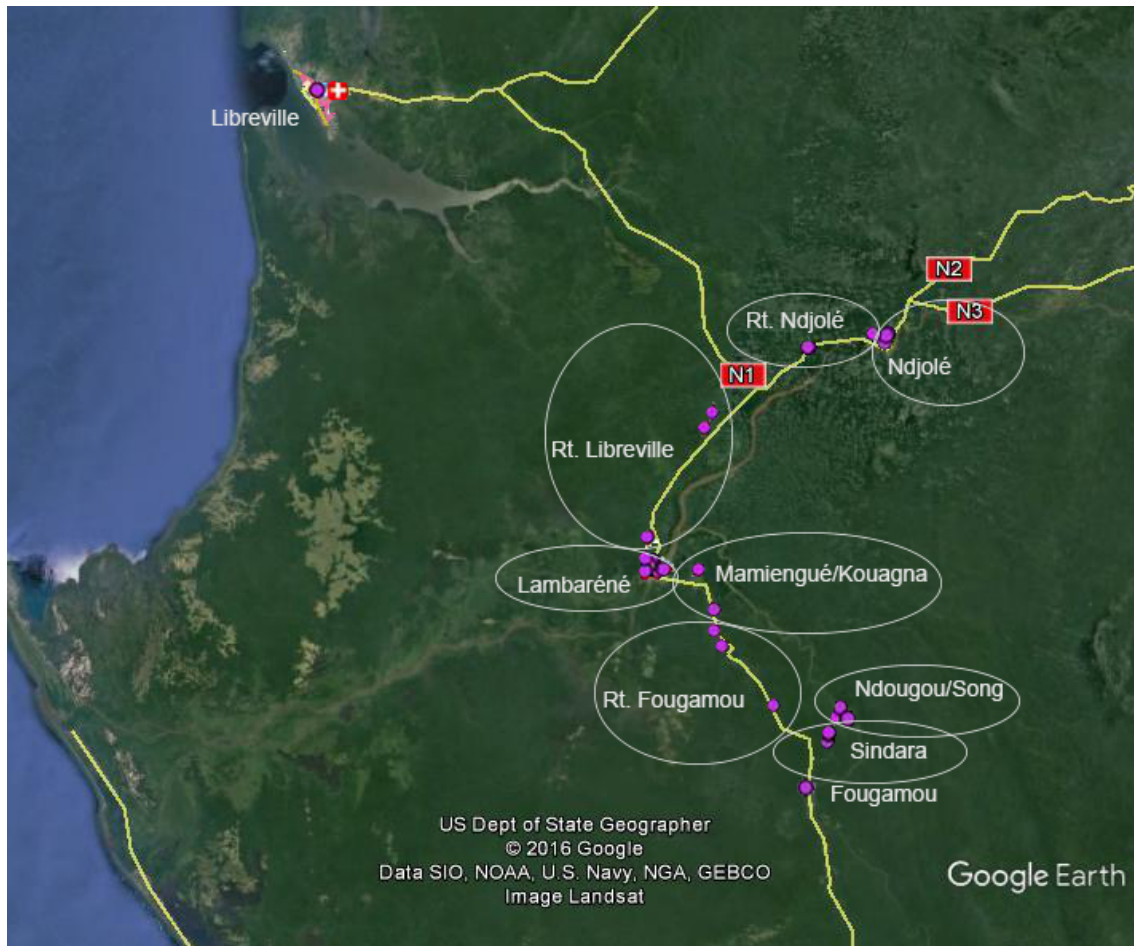 Libreville
N2
N3
Rt. Ndjolé
Ndjolé
N1
Rt. Libreville
Lambaréné
Mamiengué/Kouagna
Rt. Fougamou
Ndougou/Song
Sindara
Fougamou
US Dept of State Geographer
© 2016 Google
Data SIO, NOAA, U.S. Navy, NGA, GEBCO
Image Landsat
Google Earth